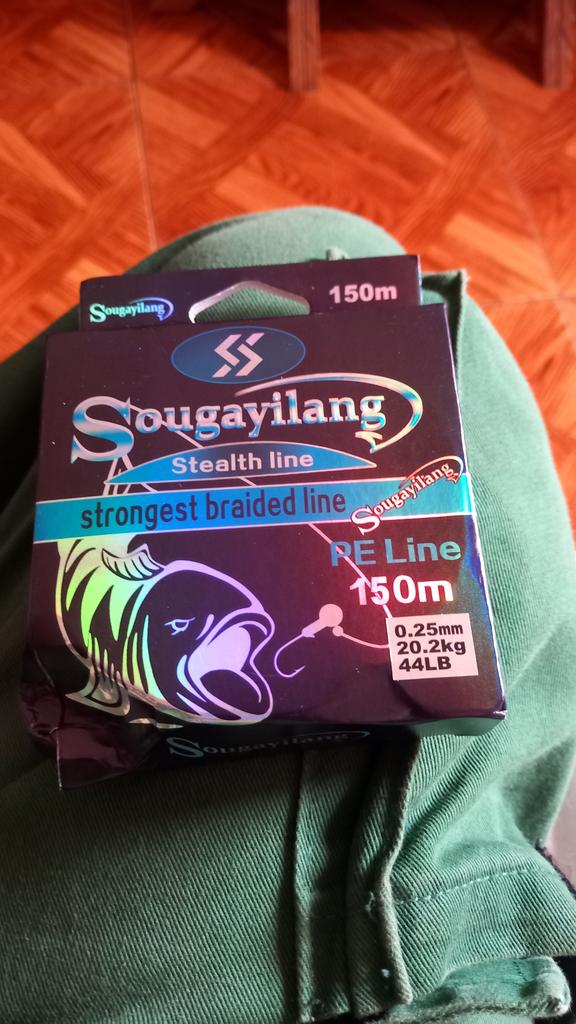 Sougayilang
150m
Sougayilang
Stealth line
strongest braided line
Sougayilang
PE Line
150m
0.25mm
20.2kg
44LB
Sougayilang